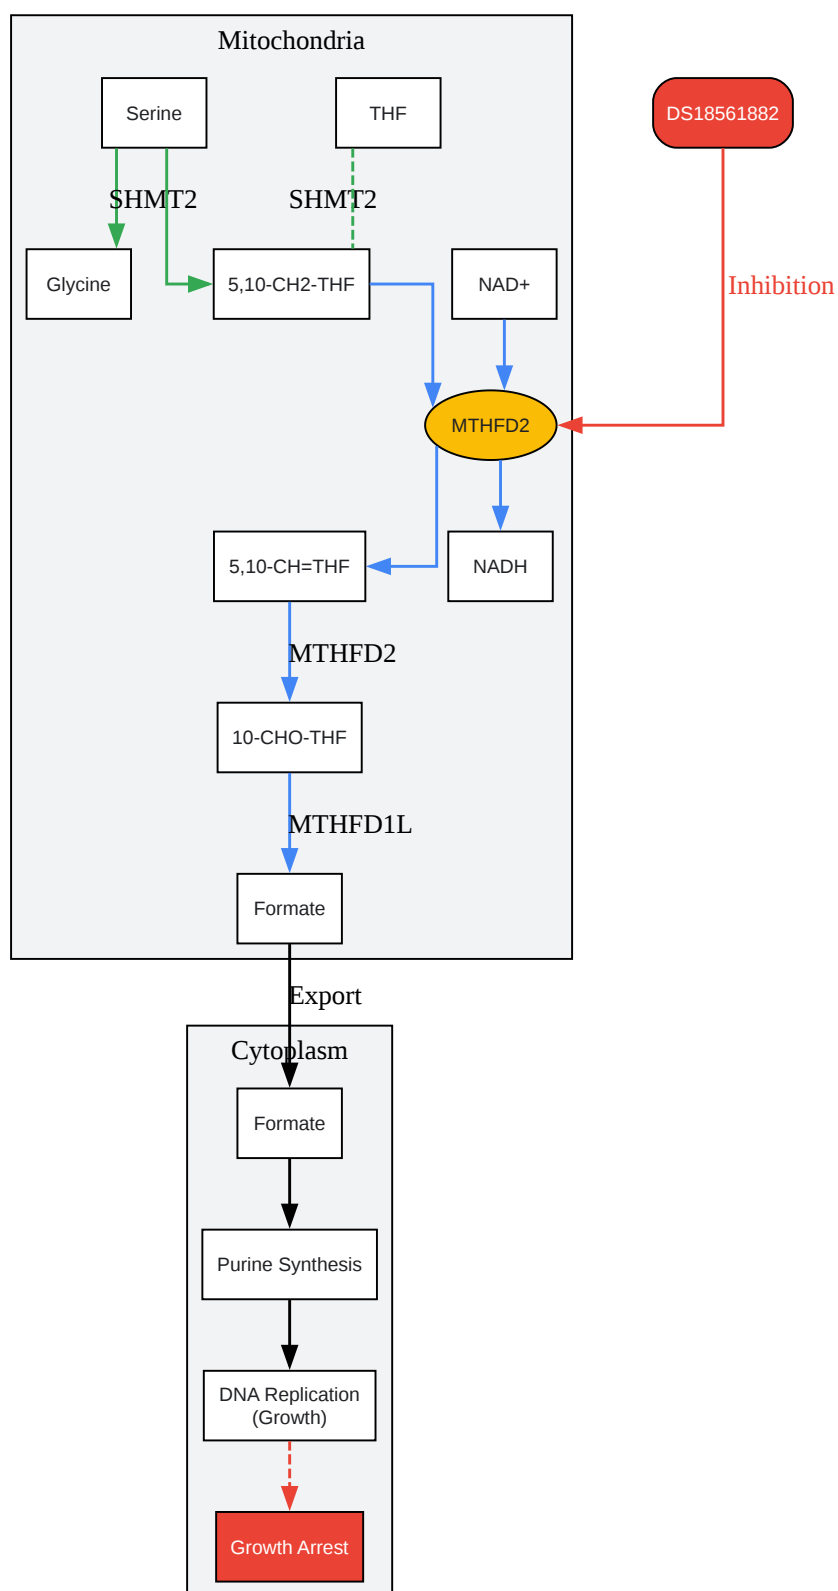 Mitochondria
Serine
THF
DS18561882
SHMT2
SHMT2
Glycine
5,10-CH2-THF
NAD+
Inhibition
MTHFD2
5,10-CH=THF
NADH
MTHFD2
10-CHO-THF
MTHFD1L
Formate
Export
Cytoplasm
Formate
Purine Synthesis
DNA Replication
(Growth)
Growth Arrest